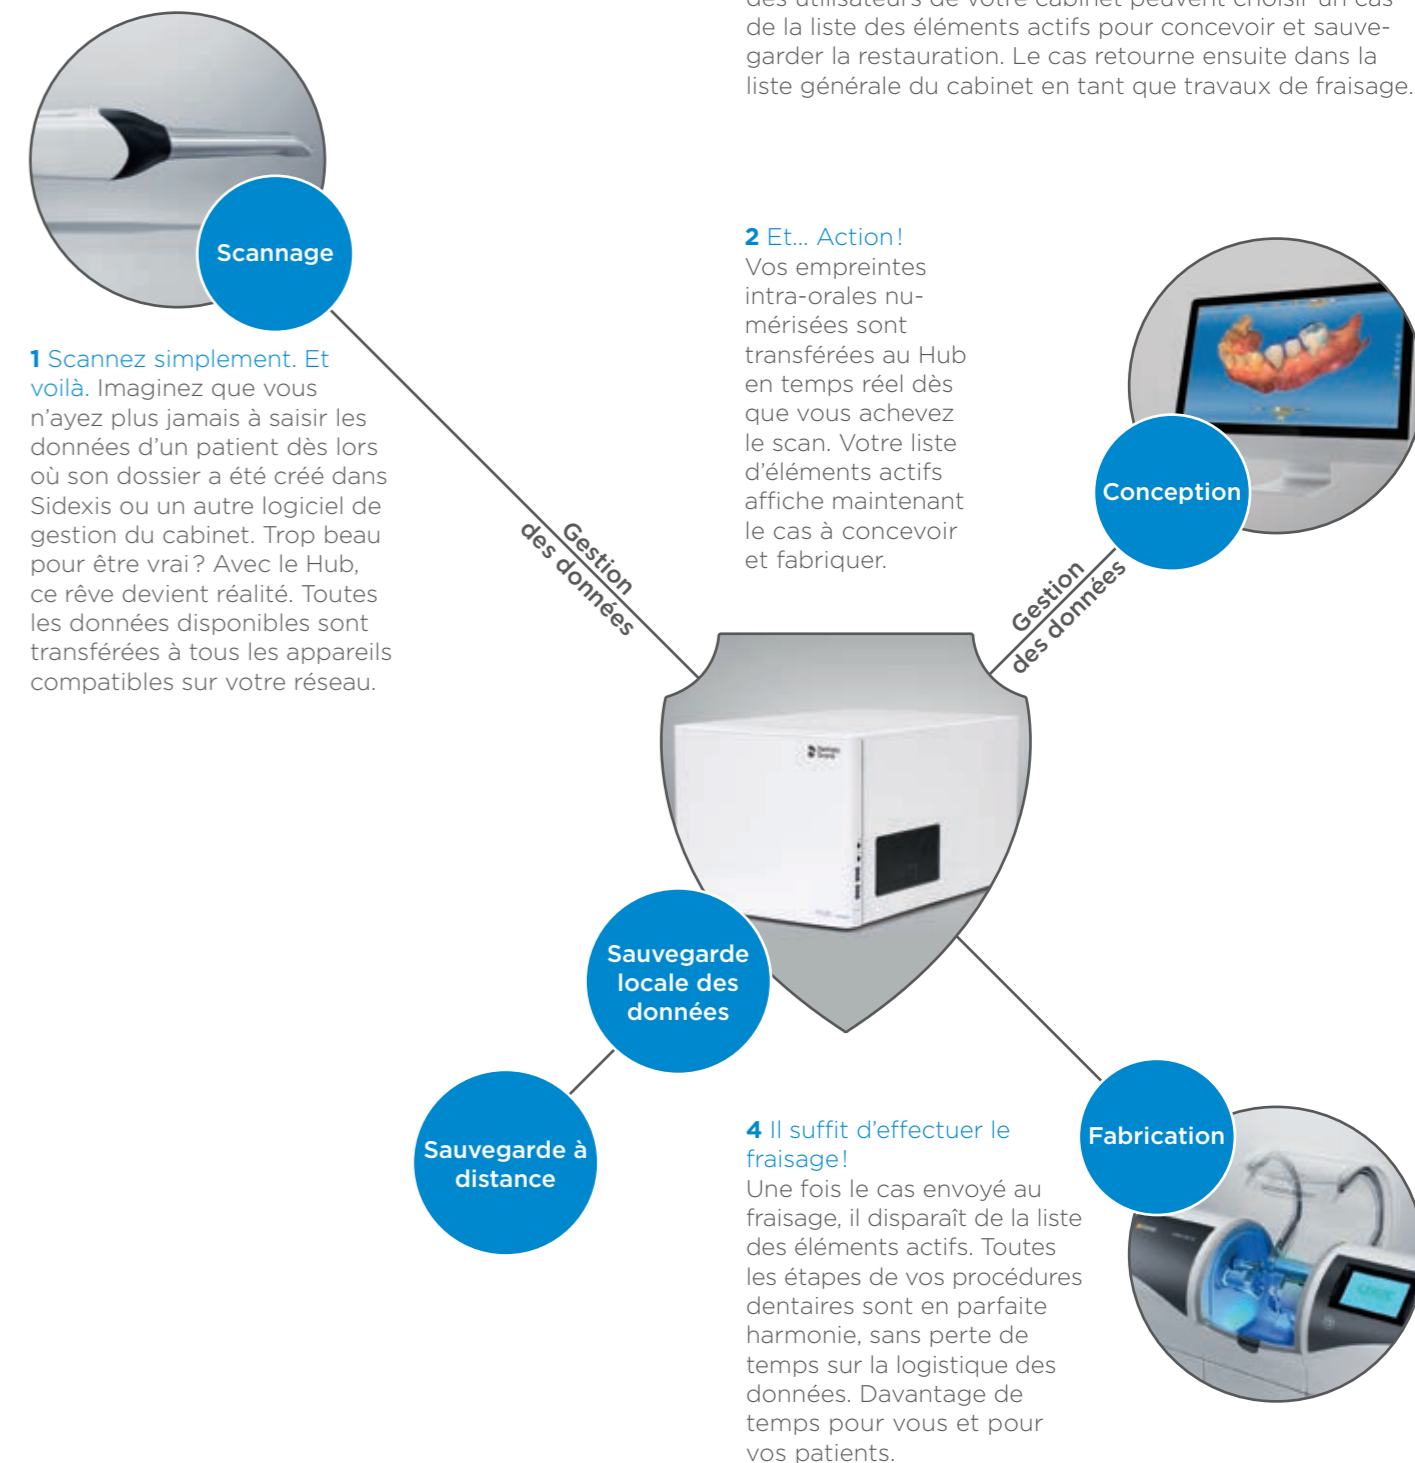 de la liste des éléments actifs pour concevoir et sauve-
garder la restauration. Le cas retourne ensuite dans la
liste générale du cabinet en tant que travaux de fraisage.
Scannage
1 Scannez simplement. Et
voilà. Imaginez que vous
n’ayez plus jamais à saisir les
données d’un patient dès lors
où son dossier a été créé dans
Sidexis ou un autre logiciel de
gestion du cabinet. Trop beau
pour être vrai ? Avec le Hub,
ce rêve devient réalité. Toutes
les données disponibles sont
transférées à tous les appareils
compatibles sur votre réseau.
2 Et... Action !
Vos empreintes
intra-orales nu-
mérisées sont
transférées au Hub
en temps réel dès
que vous achevez
le scan. Votre liste
d’éléments actifs
affiche maintenant
le cas à concevoir
et fabriquer.
Conception
Gestion
des données
Gestion
des données
Dentsply
Sirona
Sauvegarde
locale des
données
Sauvegarde à
distance
4 Il suffit d’effectuer le
fraisage !
Une fois le cas envoyé au
fraisage, il disparaît de la liste
des éléments actifs. Toutes
les étapes de vos procédures
dentaires sont en parfaite
harmonie, sans perte de
temps sur la logistique des
données. Davantage de
temps pour vous et pour
vos patients.
Fabrication